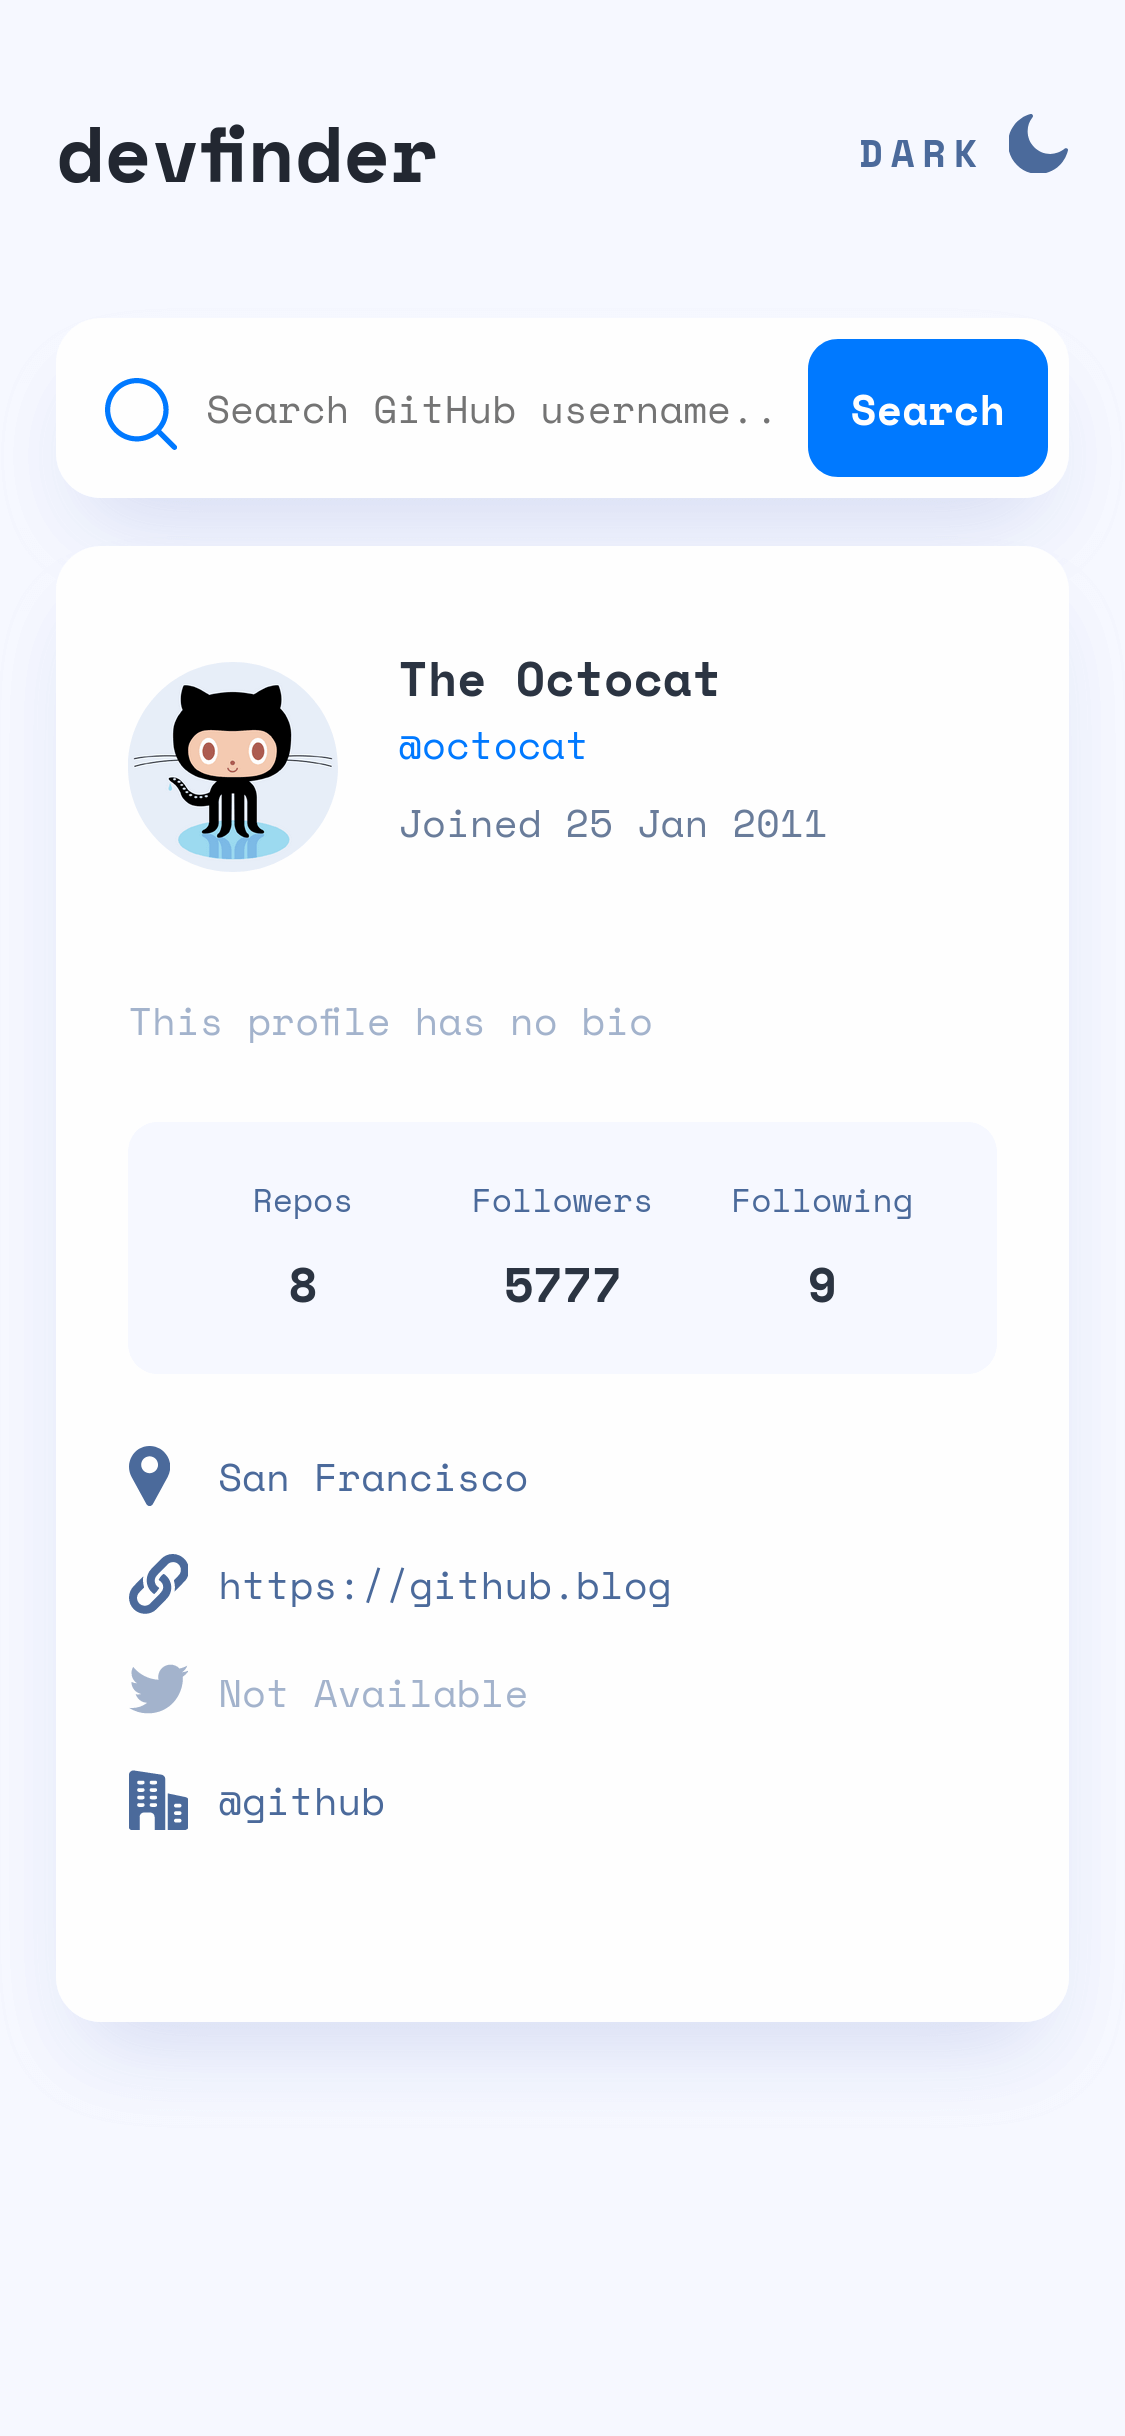 devfinder
DARK
Search GitHub username..
Search
The Octocat
@octocat
Joined 25 Jan 2011
This profile has no bio
Repos Followers Following
8 5777 9
San Francisco
https://github.blog
Not Available
@github